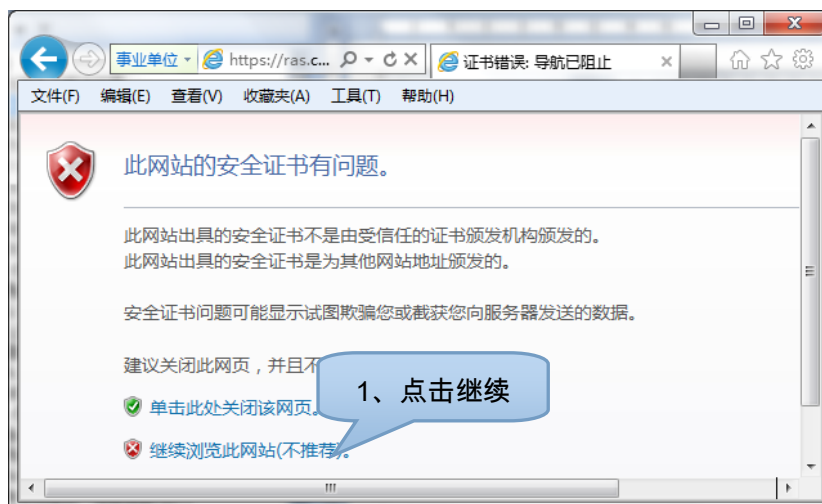 事业单位
https://ras.c...
证书错误: 导航已阻止
文件(F) 编辑(E) 查看(V) 收藏夹(A) 工具(T) 帮助(H)
此网站的安全证书有问题。
此网站出具的安全证书不是由受信任的证书颁发机构颁发的。
此网站出具的安全证书是为其他网站地址颁发的。
安全证书问题可能显示试图欺骗您或截获您向服务器发送的数据。
建议关闭此网页，并且不
1、点击继续
单击此处关闭该网页。
继续浏览此网站(不推荐)。